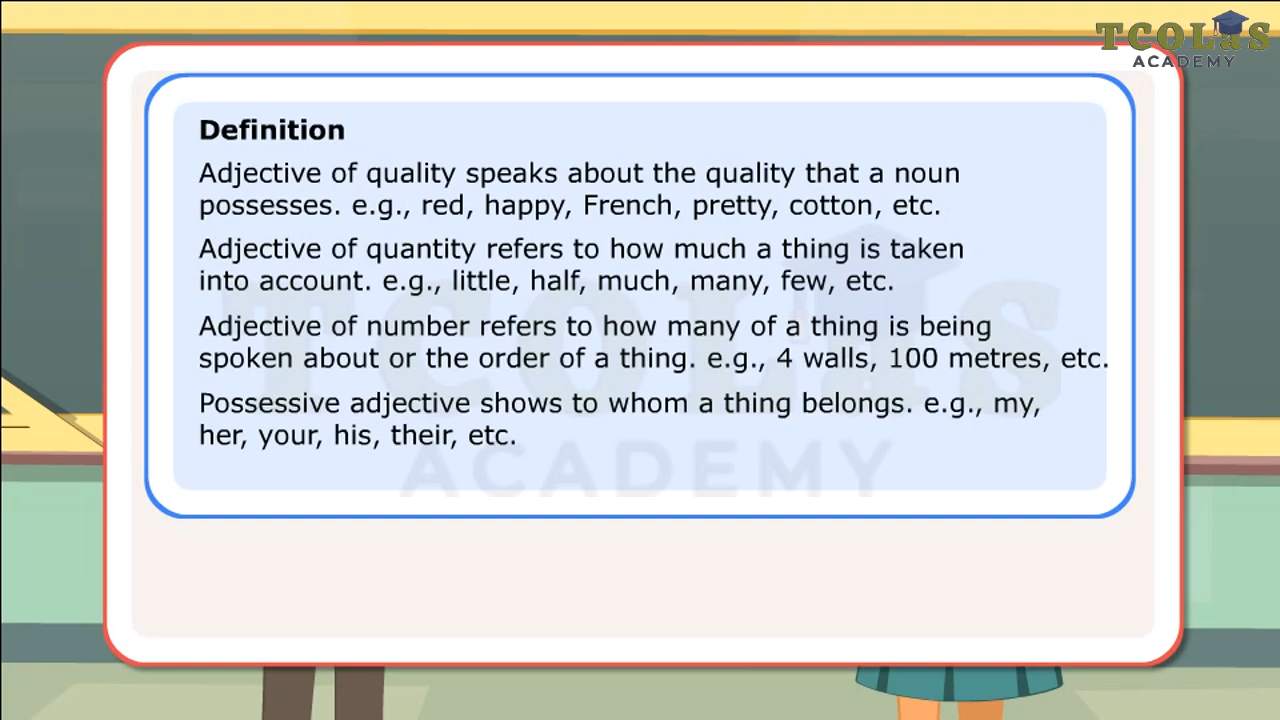 TCOLaS
ACADEMY
Definition
Adjective of quality speaks about the quality that a noun
possesses. e.g., red, happy, French, pretty, cotton, etc.
Adjective of quantity refers to how much a thing is taken
into account. e.g., little, half, much, many, few, etc.
Adjective of number refers to how many of a thing is being
spoken about or the order of a thing. e.g., 4 walls, 100 metres, etc.
Possessive adjective shows to whom a thing belongs. e.g., my,
her, your, his, their, etc.
TCOLaS
ACADEMY